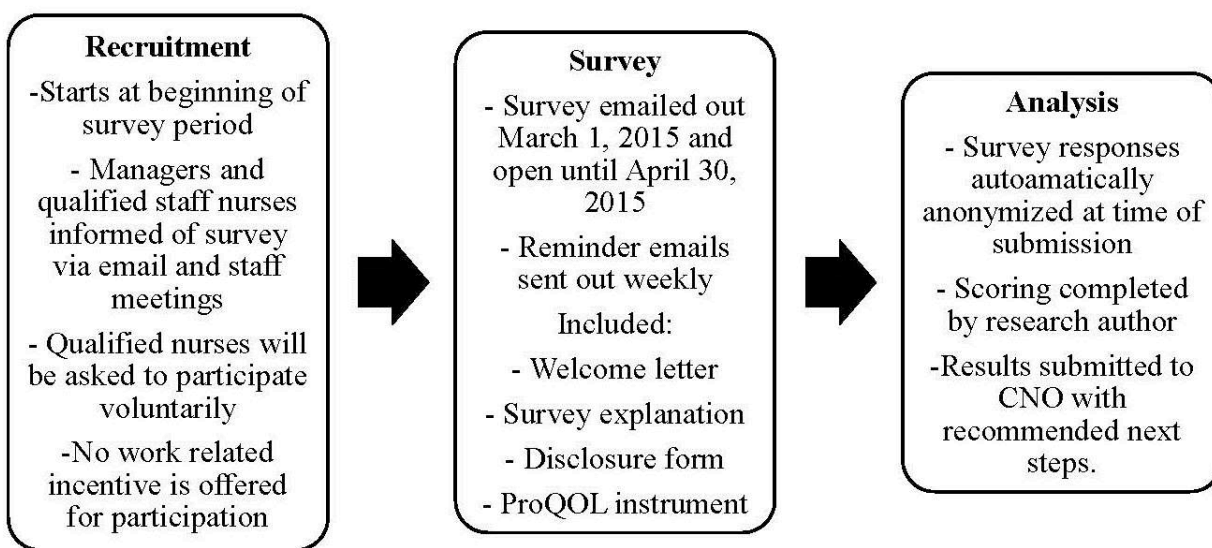 Recruitment
-Starts at beginning of
survey period
- Managers and
qualified staff nurses
informed of survey
via email and staff
meetings
- Qualified nurses will
be asked to participate
voluntarily
-No work related
incentive is offered
for participation
Survey
- Survey emailed out
March 1, 2015 and
open until April 30,
2015
- Reminder emails
sent out weekly
Included:
- Welcome letter
- Survey explanation
- Disclosure form
- ProQOL instrument
Analysis
- Survey responses
autoamatically
anonymized at time of
submission
- Scoring completed
by research author
-Results submitted to
CNO with
recommended next
steps.